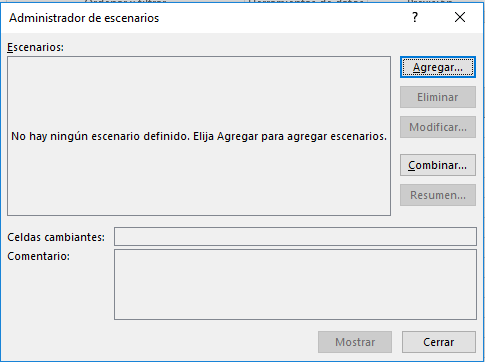 Administrador de escenarios
Escenarios:
No hay ningún escenario definido. Elija Agregar para agregar escenarios.
Agregar...
Eliminar
Modificar...
Combinar...
Resumen...
Celdas cambiantes:
Comentario:
Mostrar
Cerrar